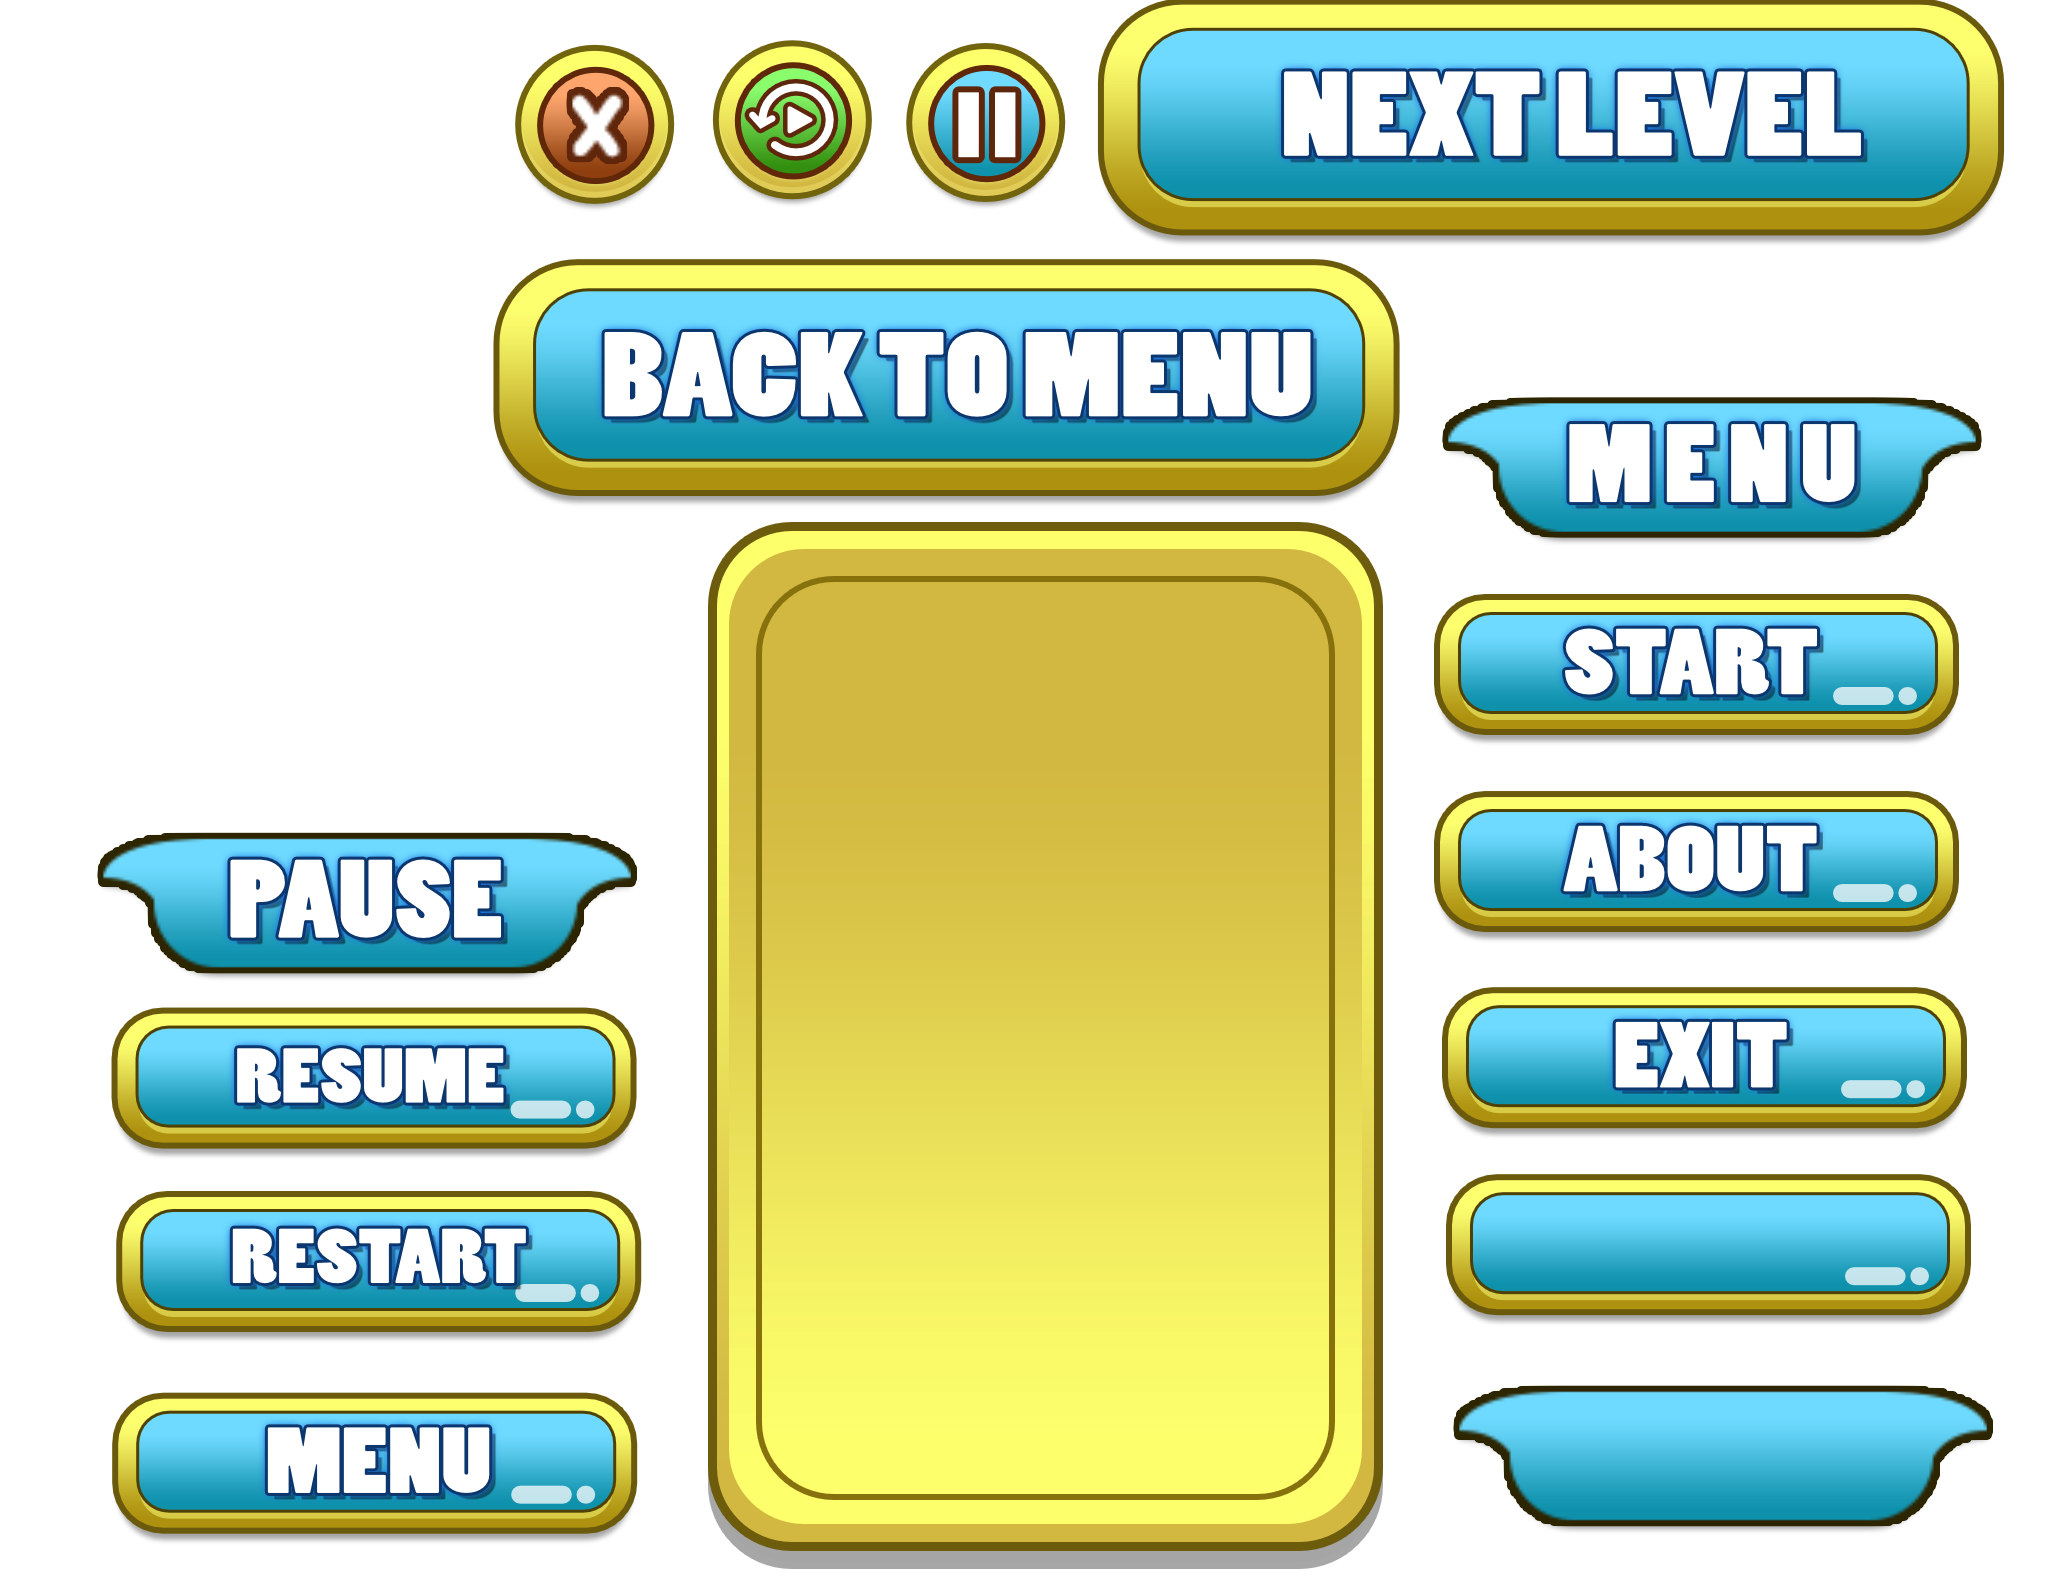 X
NEXT LEVEL
BACK TO MENU
MENU
START
ABOUT
EXIT
PAUSE
RESUME
RESTART
MENU